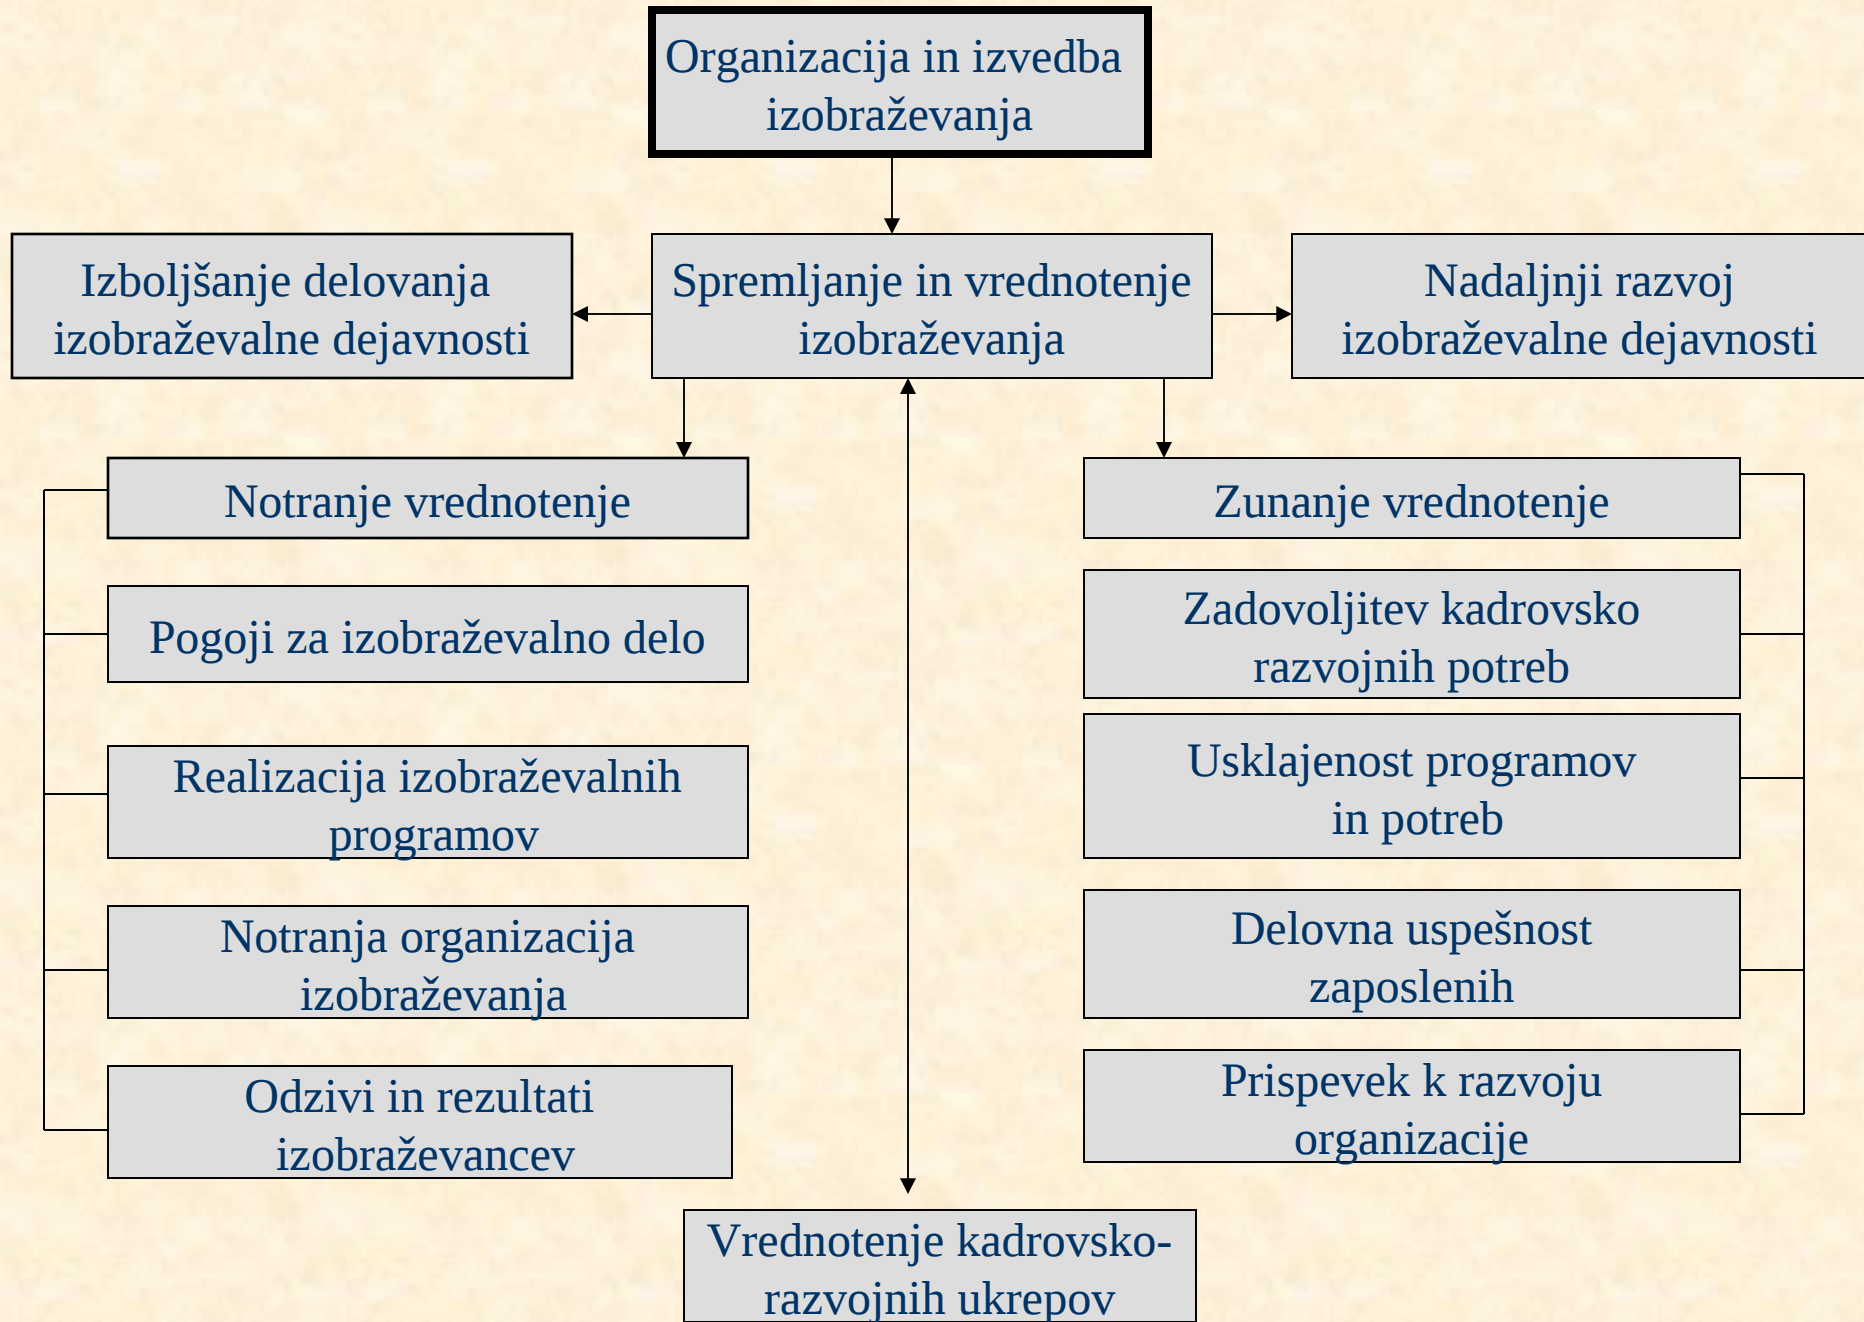 Organizacija in izvedba
izobraževanja
Izboljšanje delovanja
izobraževalne dejavnosti
Spremljanje in vrednotenje
izobraževanja
Nadaljnji razvoj
izobraževalne dejavnosti
Notranje vrednotenje
Pogoji za izobraževalno delo
Realizacija izobraževalnih
programov
Notranja organizacija
izobraževanja
Odzivi in rezultati
izobraževancev
Zunanje vrednotenje
Zadovoljitev kadrovsko
razvojnih potreb
Usklajenost programov
in potreb
Delovna uspešnost
zaposlenih
Prispevek k razvoju
organizacije
Vrednotenje kadrovsko-
razvojnih ukrepov